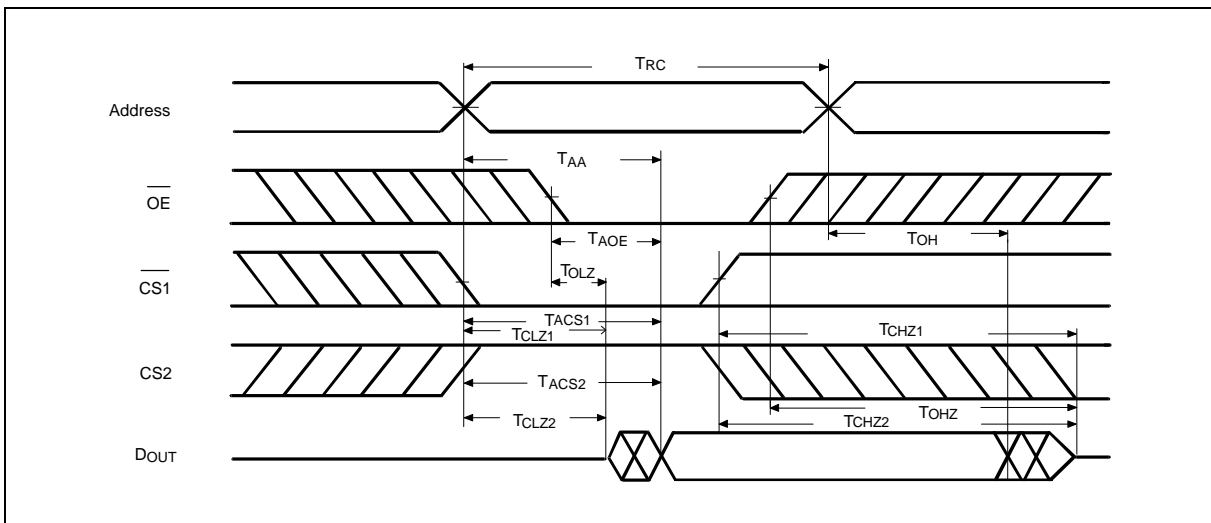 TRC
Address
TAA
OE
TAOE
TOH
TOLZ
CS1
TACS1
TCLZ1
TCHZ1
CS2
TACS2
TOHZ
TCLZ2
TCHZ2
DOUT